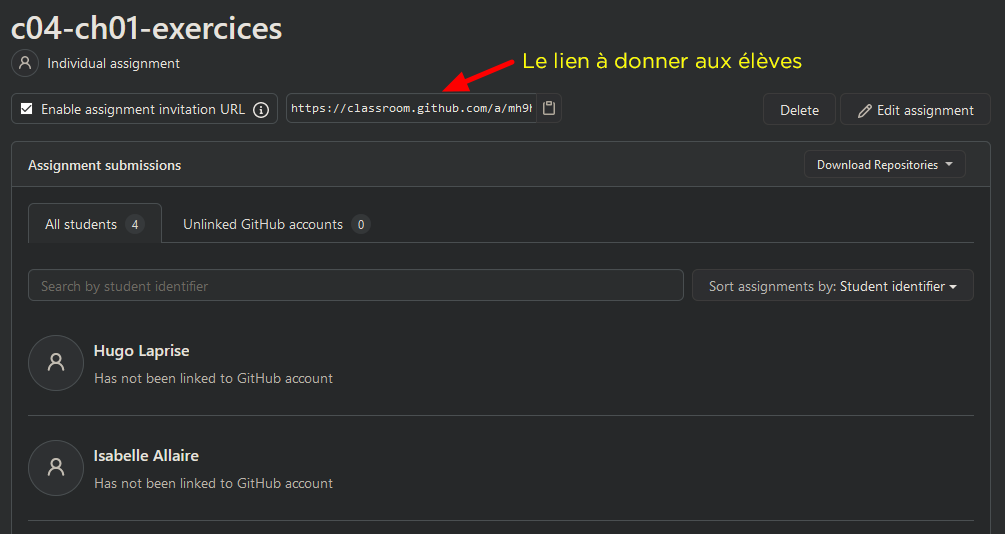 c04-ch01-exercices
Individual assignment
Le lien à donner aux élèves
Enable assignment invitation URL
https://classroom.github.com/a/mh9
Delete
Edit assignment
Assignment submissions
Download Repositories
All students 4
Unlinked GitHub accounts 0
Search by student identifier
Sort assignments by: Student identifier
Hugo Laprise
Has not been linked to GitHub account
Isabelle Allaire
Has not been linked to GitHub account